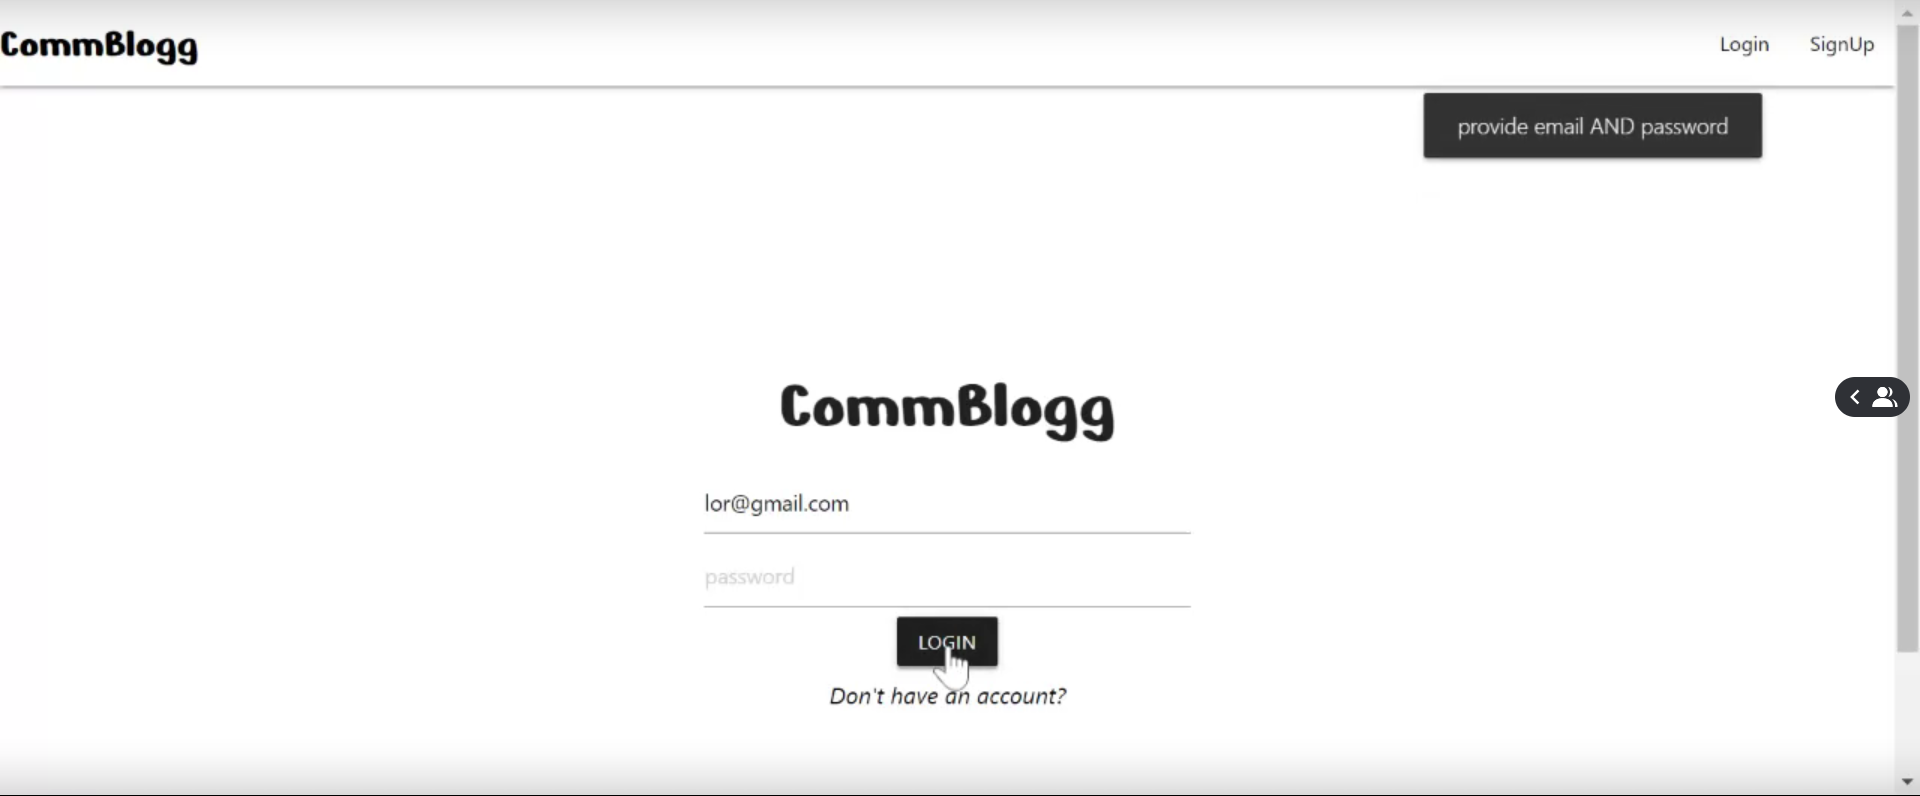 CommBlogg
Login
SignUp
provide email AND password
CommBlogg
lor@gmail.com
password
LOGIN
Don't have an account?